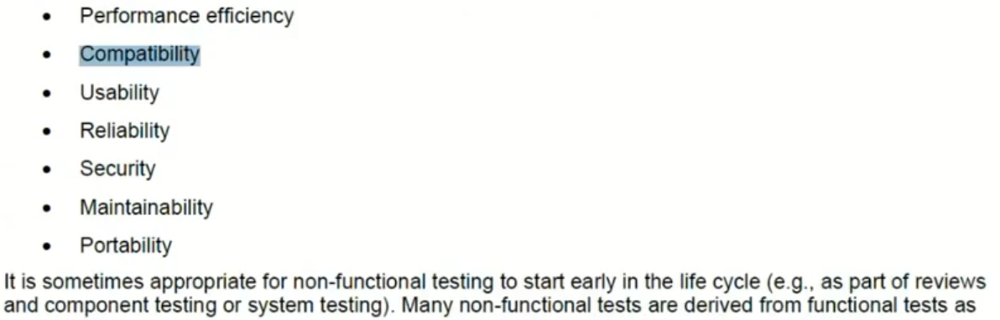 • Performance efficiency
• Compatibility
• Usability
• Reliability
• Security
• Maintainability
• Portability
It is sometimes appropriate for non-functional testing to start early in the life cycle (e.g., as part of reviews
and component testing or system testing). Many non-functional tests are derived from functional tests as